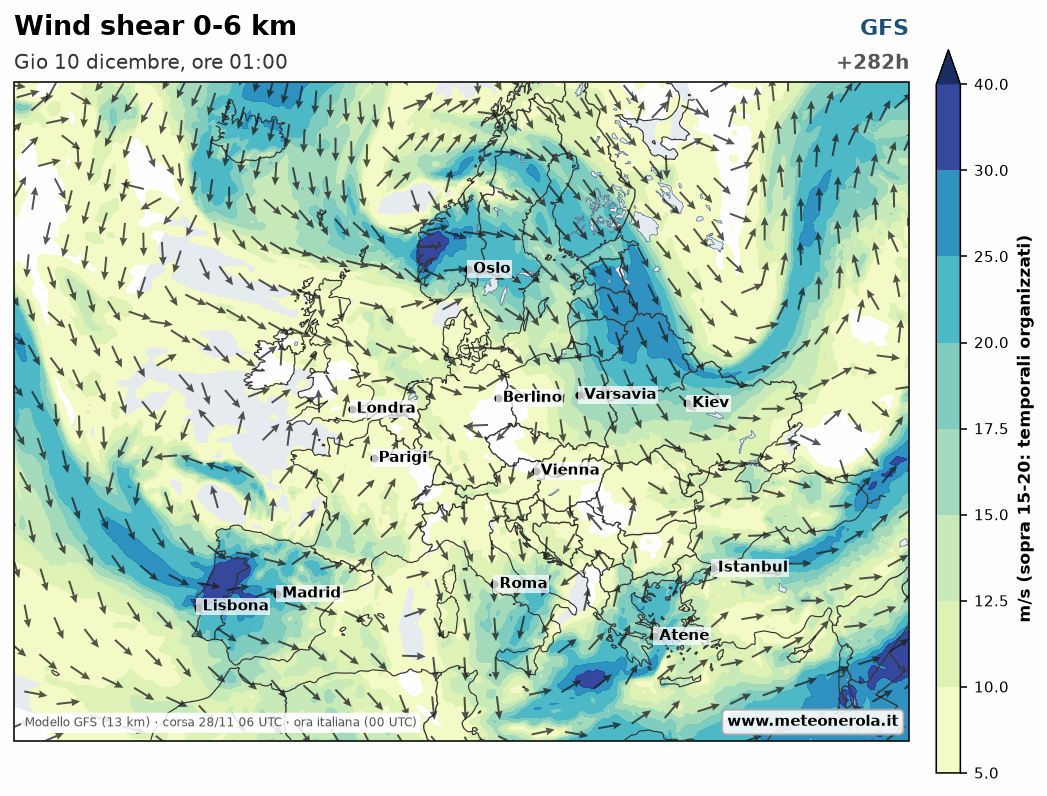 Wind shear 0-6 km
GFS
Gio 10 dicembre, ore 01:00
+282h
40.0
30.0
25.0
20.0
17.5
15.0
12.5
10.0
5.0
m/s (sopra 15-20: temporali organizzati)
Oslo
Londra
Berlino
Varsavia
Kiev
Parigi
Vienna
Istanbul
Roma
Madrid
Lisbona
Atene
Modello GFS (13 km) · corsa 28/11 06 UTC · ora italiana (00 UTC)
www.meteonerola.it